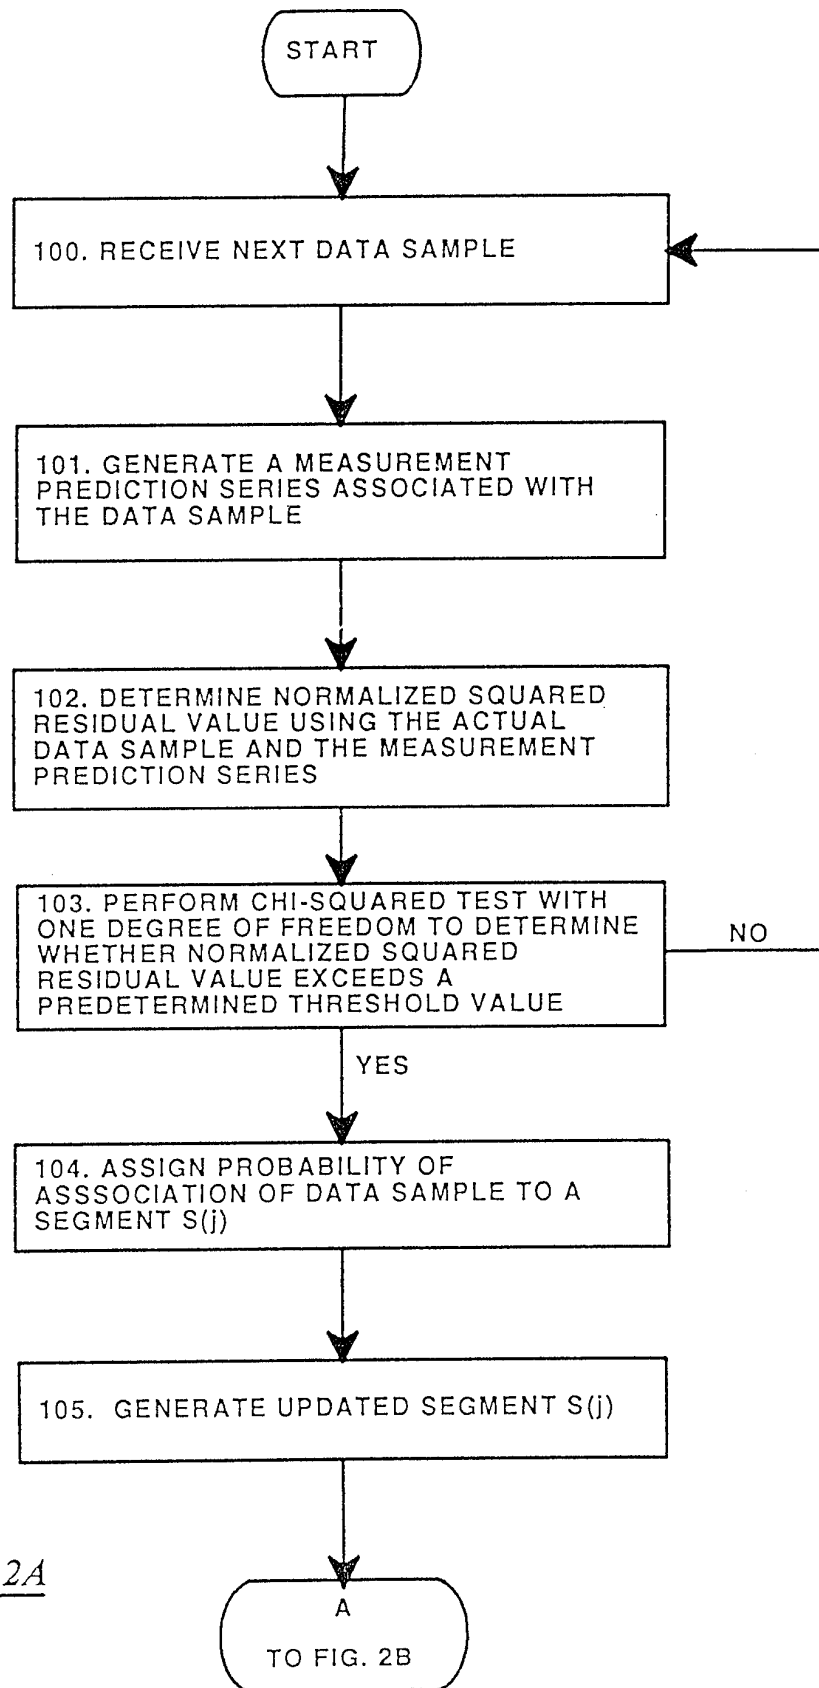 START
100. RECEIVE NEXT DATA SAMPLE
101. GENERATE A MEASUREMENT
PREDICTION SERIES ASSOCIATED WITH
THE DATA SAMPLE
102. DETERMINE NORMALIZED SQUARED
RESIDUAL VALUE USING THE ACTUAL
DATA SAMPLE AND THE MEASUREMENT
PREDICTION SERIES
103. PERFORM CHI-SQUARED TEST WITH
ONE DEGREE OF FREEDOM TO DETERMINE
WHETHER NORMALIZED SQUARED
RESIDUAL VALUE EXCEEDS A
PREDETERMINED THRESHOLD VALUE
NO
YES
104. ASSIGN PROBABILITY OF
ASSSOCIATION OF DATA SAMPLE TO A
SEGMENT S(j)
105. GENERATE UPDATED SEGMENT S(j)
2A
A
TO FIG. 2B